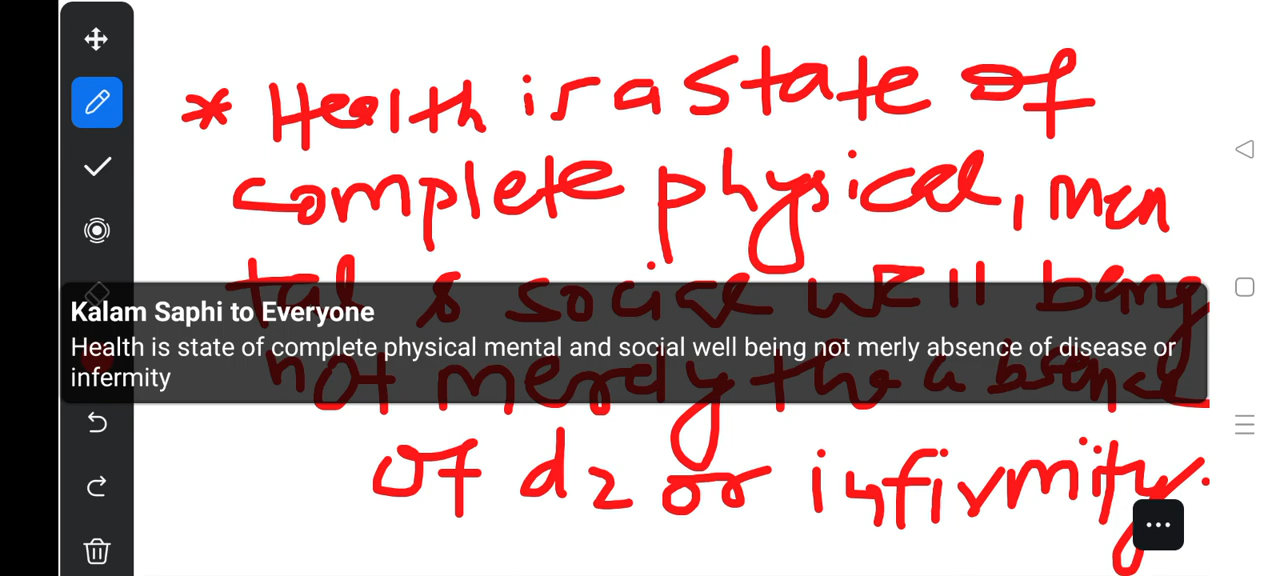 * Health is a state of
complete physical, men
tal & social well being
Kalam Saphi to Everyone
Health is state of complete physical mental and social well being not merly absence of disease or
infermity
not merely the absence
of dz or infirmity.